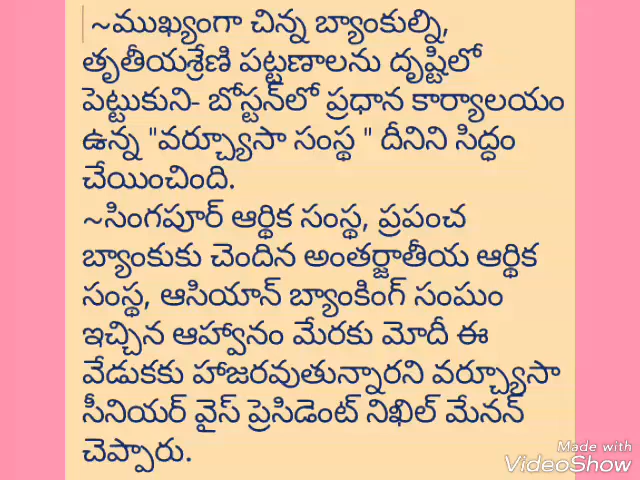 ~ముఖ్యంగా చిన్న బ్యాంకుల్ని,
తృతీయశ్రేణి పట్టణాలను దృష్టిలో
పెట్టుకుని- బోస్టన్‌లో ప్రధాన కార్యాలయం
ఉన్న "వర్చ్యూసా సంస్థ " దీనిని సిద్ధం
చేయించింది.
~సింగపూర్ ఆర్థిక సంస్థ, ప్రపంచ
బ్యాంకుకు చెందిన అంతర్జాతీయ ఆర్థిక
సంస్థ, ఆసియాన్ బ్యాంకింగ్ సంఘం
ఇచ్చిన ఆహ్వానం మేరకు మోదీ ఈ
వేడుకకు హాజరవుతున్నారని వర్చ్యూసా
సీనియర్ వైస్ ప్రెసిడెంట్ నిఖిల్ మేనన్
చెప్పారు.
Made with
VideoShow